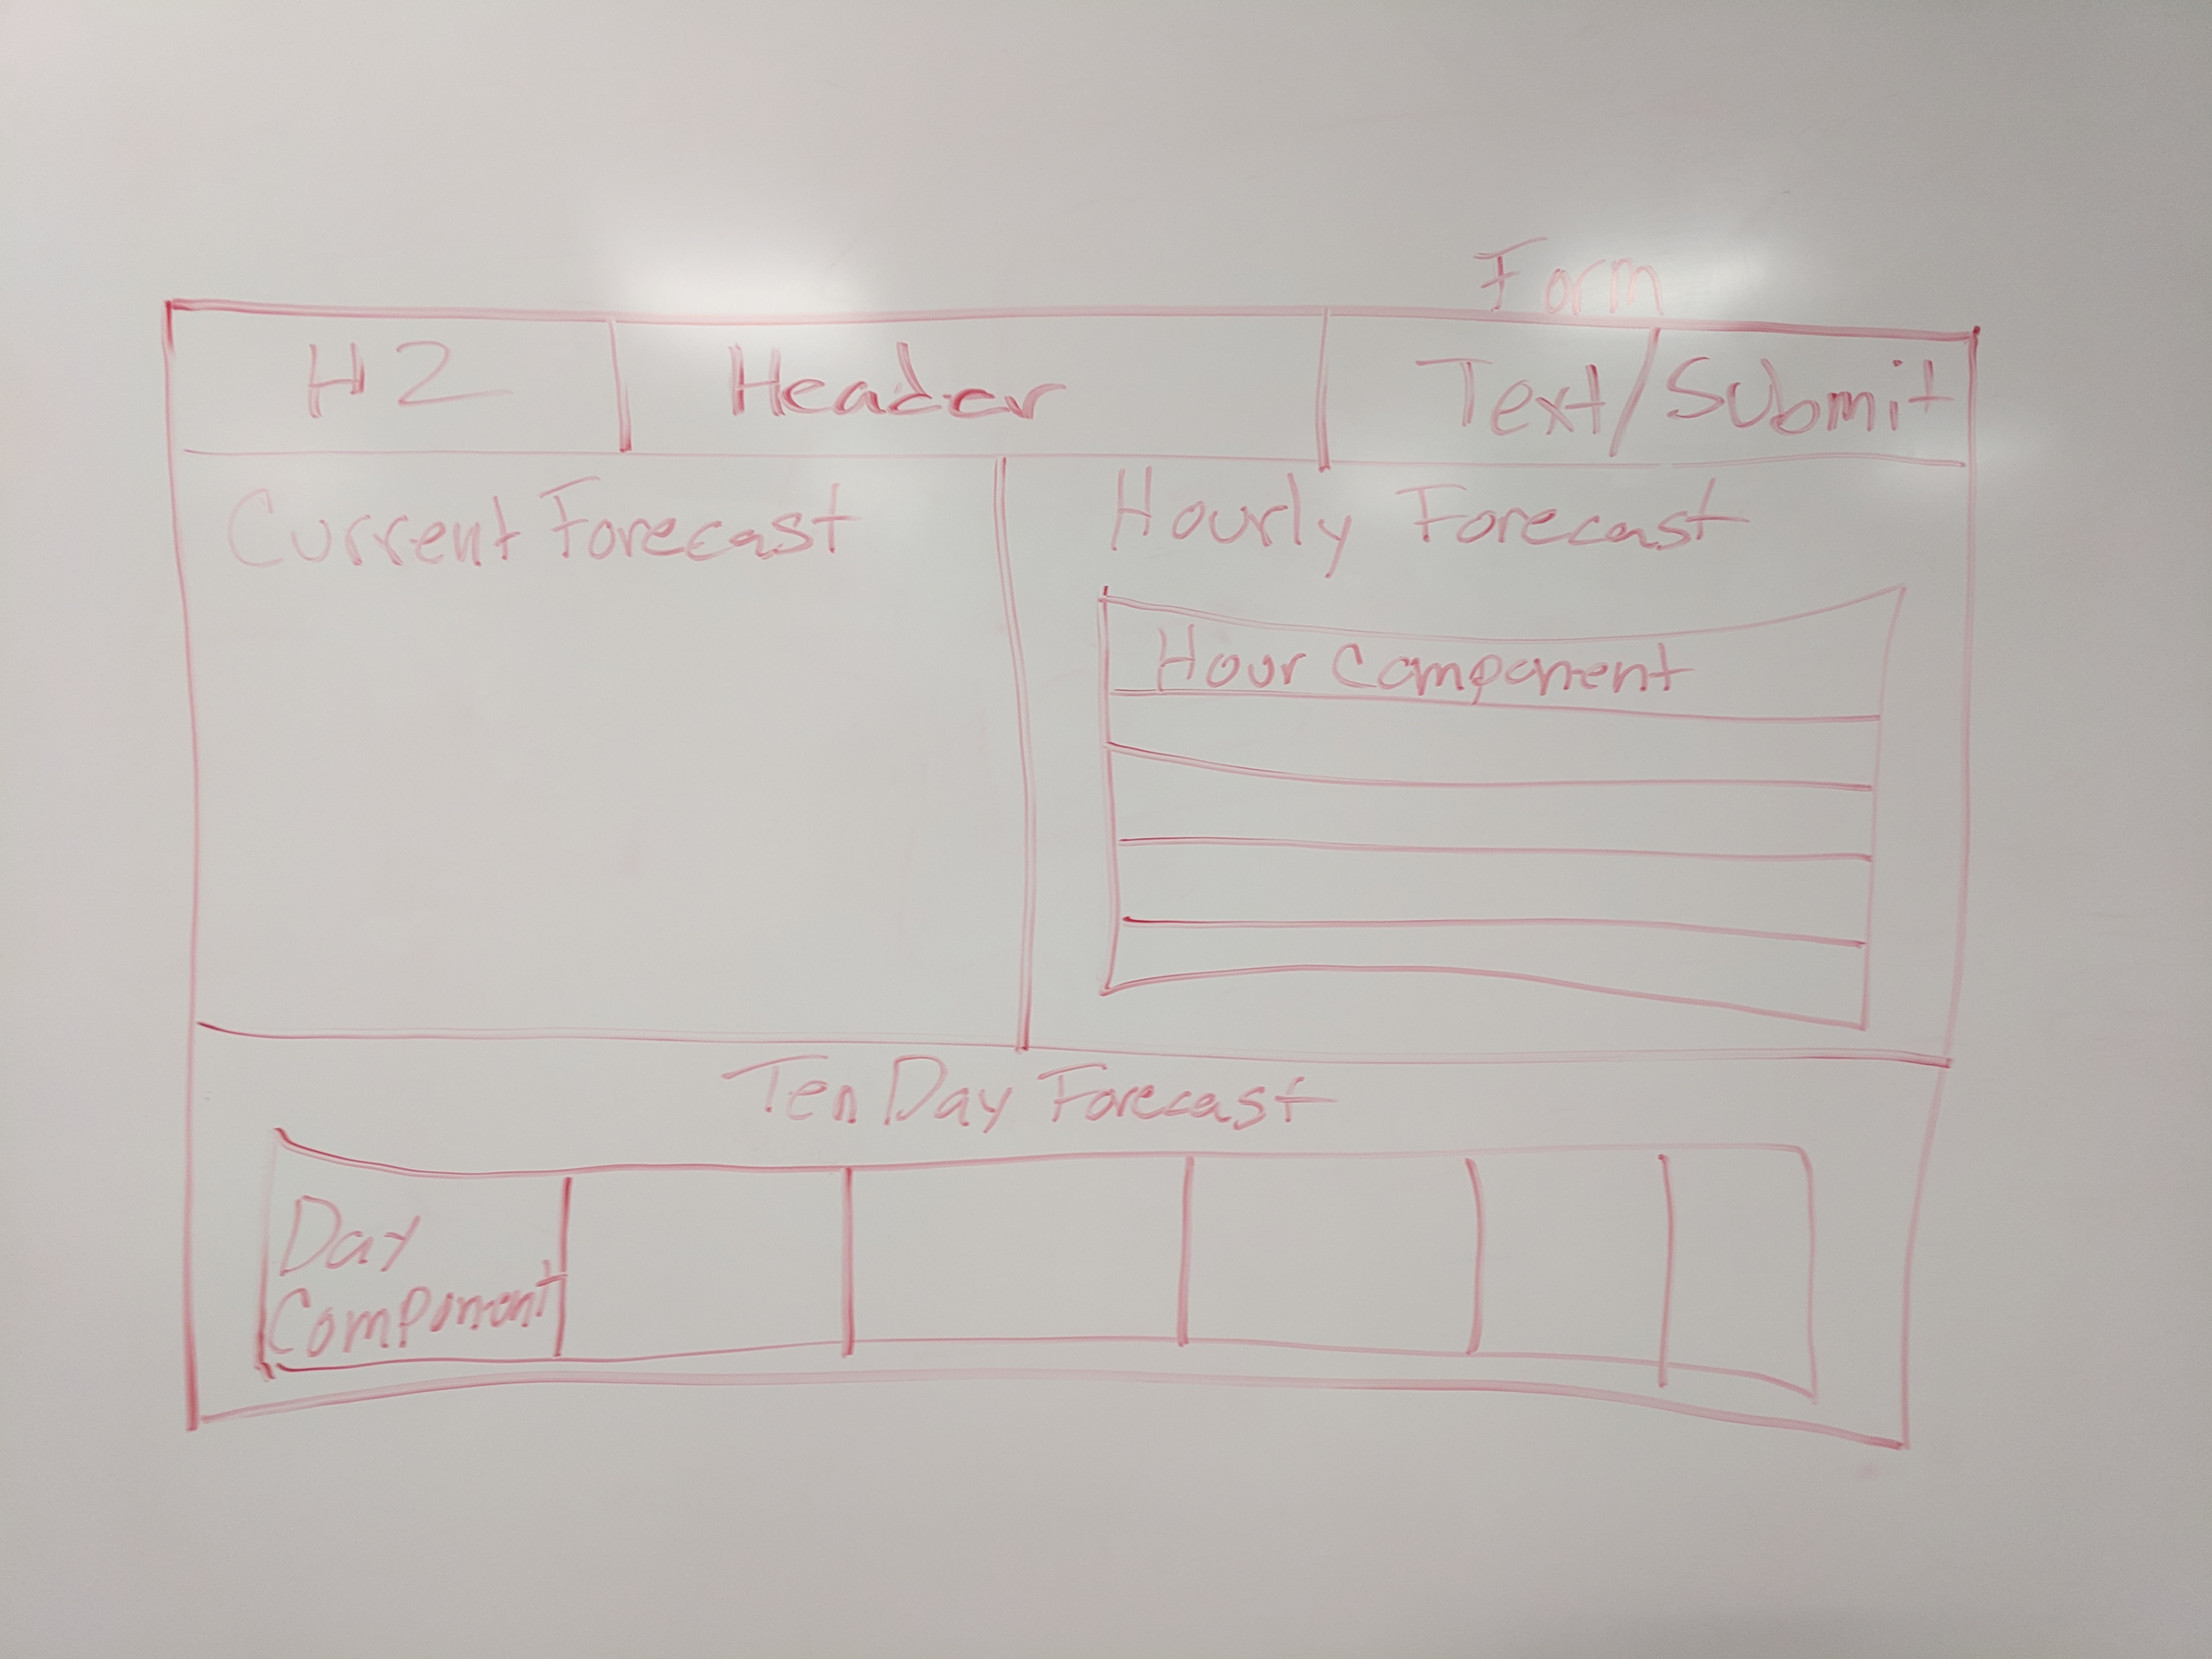 Form
H2 Header Text/Submit
Current Forecast Hourly Forecast
Hour Component
Ten Day Forecast
Day
Component